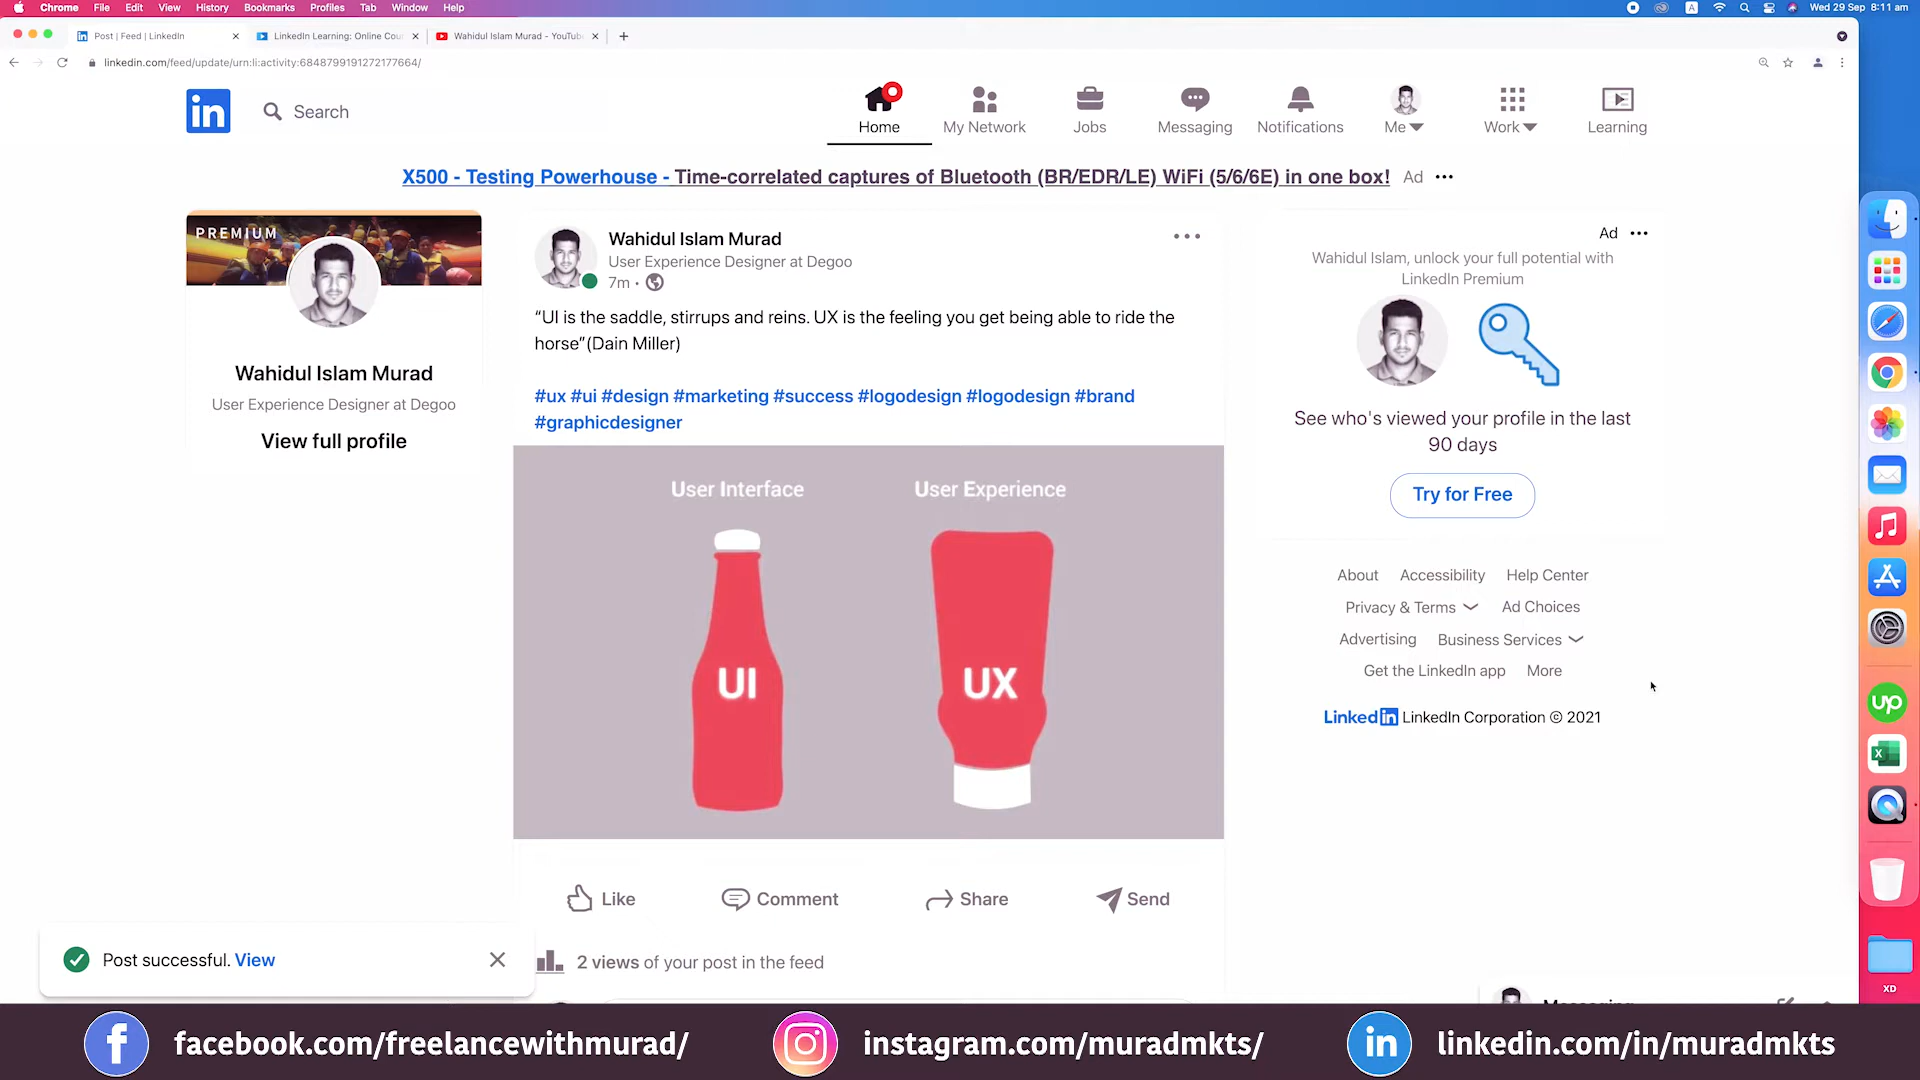 Chrome File Edit View History Bookmarks Profiles Tab Window Help
A Wed 29 Sep 8:11 am
Post | Feed | LinkedIn
LinkedIn Learning: Online Cou
Wahidul Islam Murad - YouTub
linkedin.com/feed/update/urn:li:activity:6848799191272177664/
in Search
Home My Network Jobs Messaging Notifications Me Work Learning
X500 - Testing Powerhouse - Time-correlated captures of Bluetooth (BR/EDR/LE) WiFi (5/6/6E) in one box! Ad
PREMIUM
Wahidul Islam Murad
User Experience Designer at Degoo
View full profile
Wahidul Islam Murad
User Experience Designer at Degoo
7m •
“UI is the saddle, stirrups and reins. UX is the feeling you get being able to ride the
horse”(Dain Miller)
#ux #ui #design #marketing #success #logodesign #logodesign #brand
#graphicdesigner
User Interface User Experience
UI UX
Like Comment Share Send
2 views of your post in the feed
Post successful. View
Ad
Wahidul Islam, unlock your full potential with
LinkedIn Premium
See who's viewed your profile in the last
90 days
Try for Free
About Accessibility Help Center
Privacy & Terms Ad Choices
Advertising Business Services
Get the LinkedIn app More
Linkedin LinkedIn Corporation © 2021
up
X
XD
f facebook.com/freelancewithmurad/ instagram.com/muradmkts/ in linkedin.com/in/muradmkts